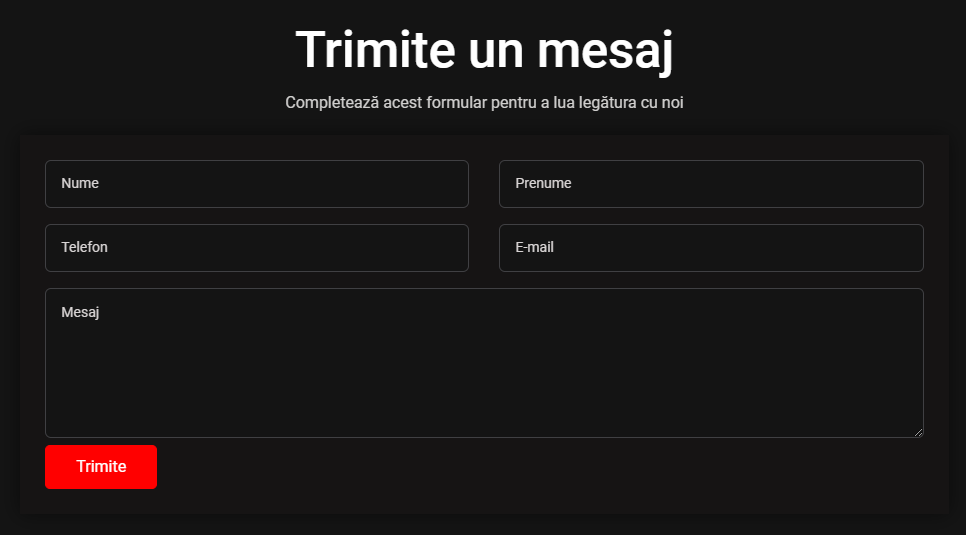 Trimite un mesaj
Completează acest formular pentru a lua legătura cu noi
Nume
Prenume
Telefon
E-mail
Mesaj
Trimite